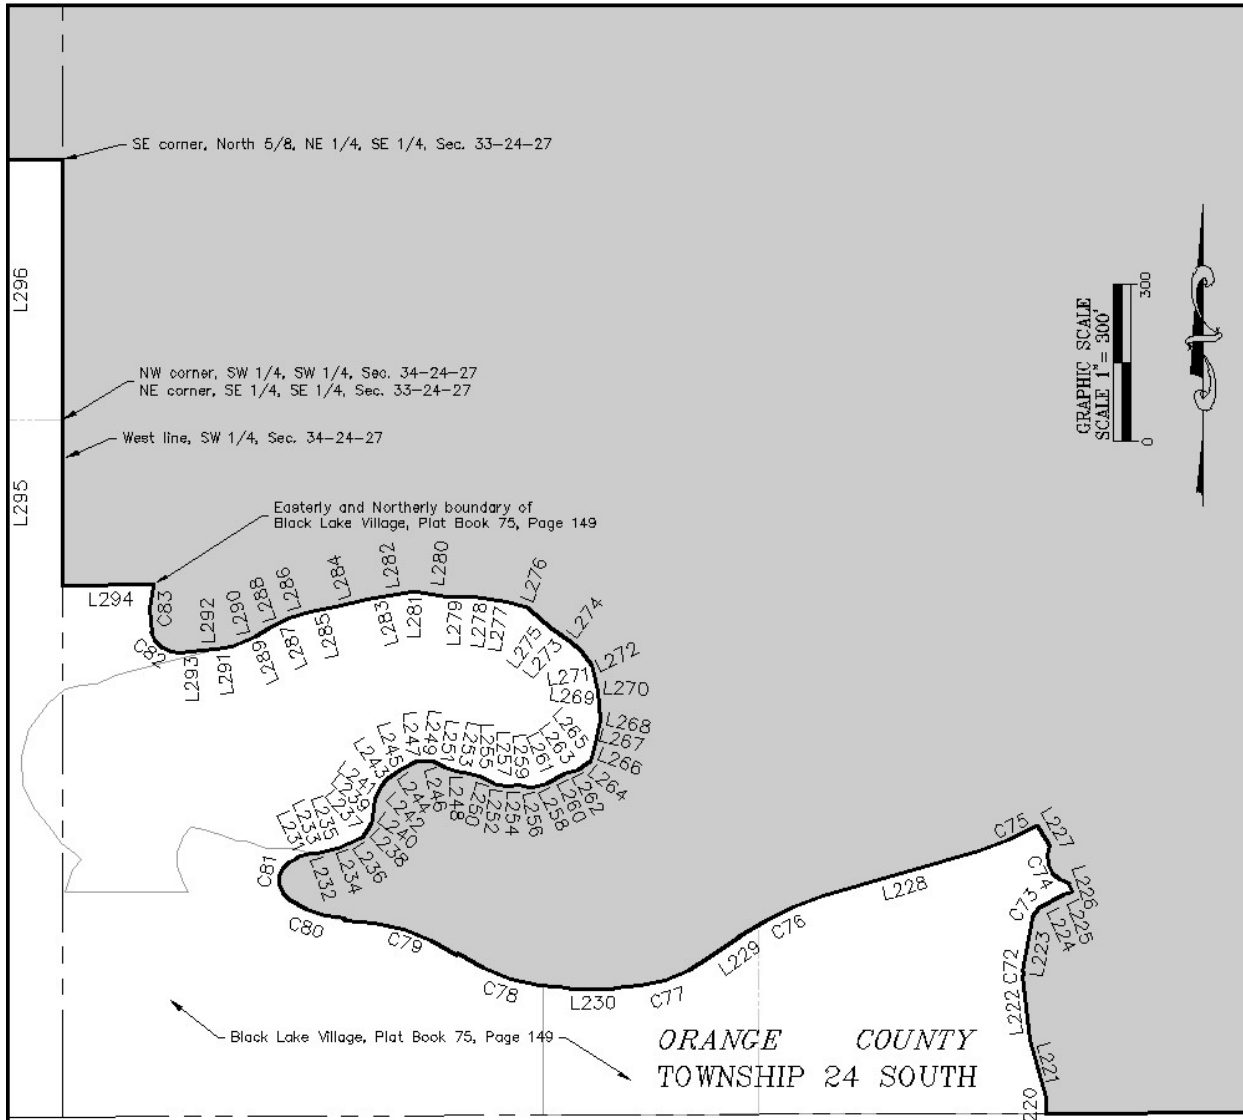 SE corner, North 5/8, NE 1/4, SE 1/4, Sec. 33-24-27
L296
300
GRAPHIC SCALE
SCALE 1"= 300'
0
NW corner, SW 1/4, SW 1/4, Sec. 34-24-27
NE corner, SE 1/4, SE 1/4, Sec. 33-24-27
West line, SW 1/4, Sec. 34-24-27
L295
Easterly and Northerly boundary of
Black Lake Village, Plat Book 75, Page 149
L294
C83
C82
L293
L292
L291
L290
L289
L288
L287
L286
L285
L284
L283
L282
L281
L280
L279
L278
L277
L276
L275
L274
L273
L272
L271
L270
L269
L268
L267
L266
L265
L264
L263
L262
L261
L260
L259
L258
L257
L256
L255
L254
L253
L252
L251
L250
L249
L248
L247
L246
L245
L244
L243
L242
L241
L240
L239
L238
L237
L236
L235
L234
L233
L232
L231
C81
C80
C79
C78
L230
C77
L229
C76
L228
C75
L227
C74
L226
L225
L224
C73
L223
C72
L222
L221
220
Black Lake Village, Plat Book 75, Page 149
ORANGE COUNTY
TOWNSHIP 24 SOUTH